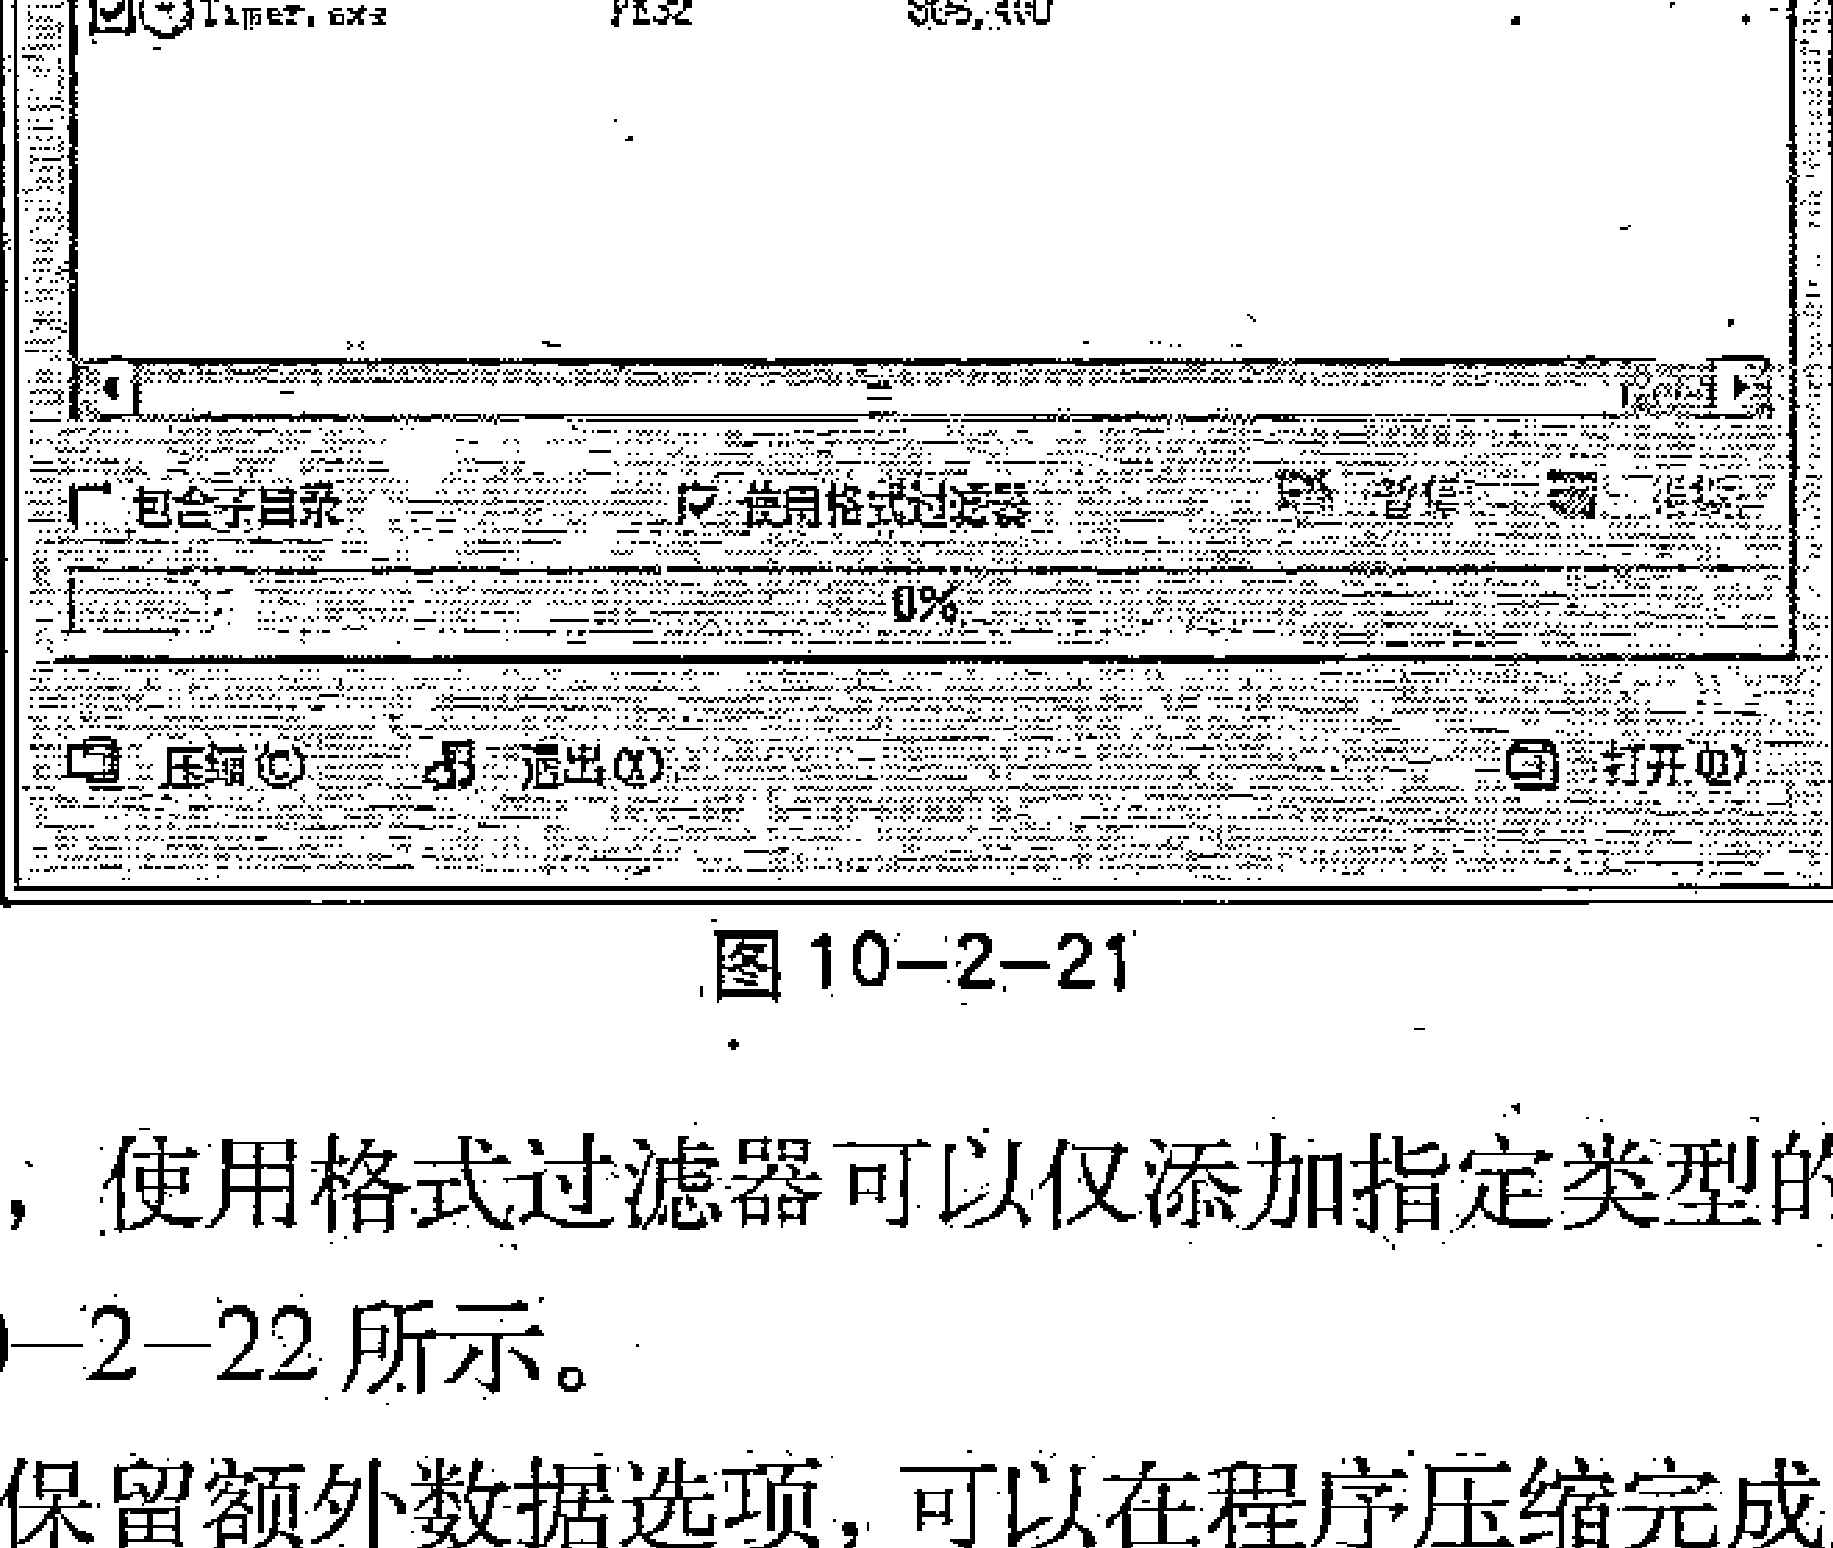 PE32
包含子目录 使用格式过滤器 暂停
0%
压缩(C) 退出(X) 打开(O)
图 10—2—21
，使用格式过滤器可以仅添加指定类型的
—2—22 所示。
保留额外数据选项，可以在程序压缩完成